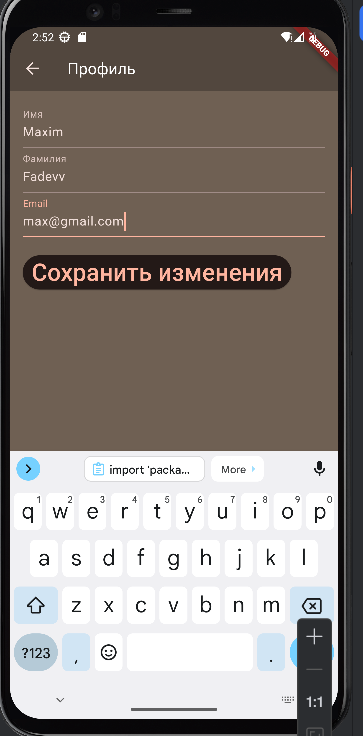 2:52
DEBUG
Профиль
Имя
Maxim
Фамилия
Fadevv
Email
max@gmail.com
Сохранить изменения
import 'packa... More
1 2 3 4 5 6 7 8 9 0
q w e r t y u i o p
a s d f g h j k l
z x c v b n m
?123 , .
1:1